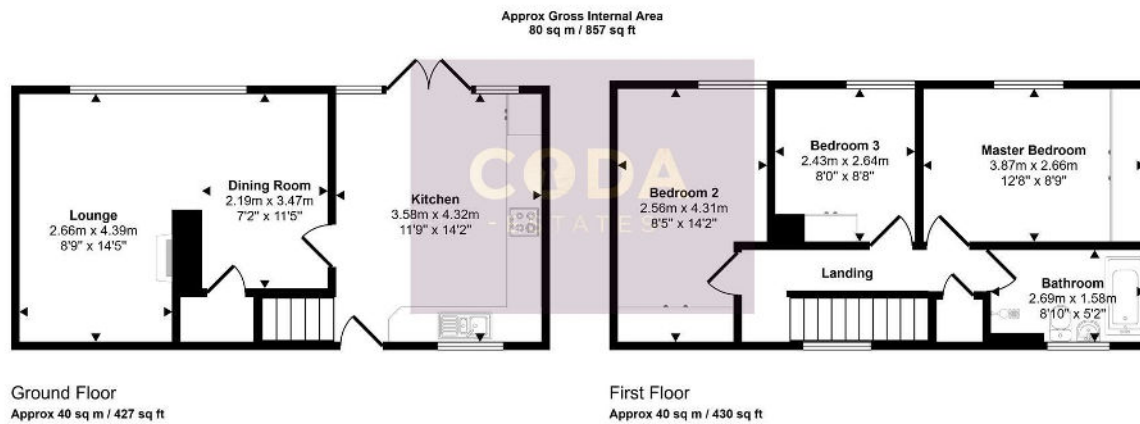 Approx Gross Internal Area
80 sq m / 857 sq ft
Lounge
2.66m x 4.39m
8'9" x 14'5"
Dining Room
2.19m x 3.47m
7'2" x 11'5"
Kitchen
3.58m x 4.32m
11'9" x 14'2"
CODA
ESTATES
Bedroom 2
2.56m x 4.31m
8'5" x 14'2"
Bedroom 3
2.43m x 2.64m
8'0" x 8'8"
Master Bedroom
3.87m x 2.66m
12'8" x 8'9"
Landing
Bathroom
2.69m x 1.58m
8'10" x 5'2"
Ground Floor
Approx 40 sq m / 427 sq ft
First Floor
Approx 40 sq m / 430 sq ft